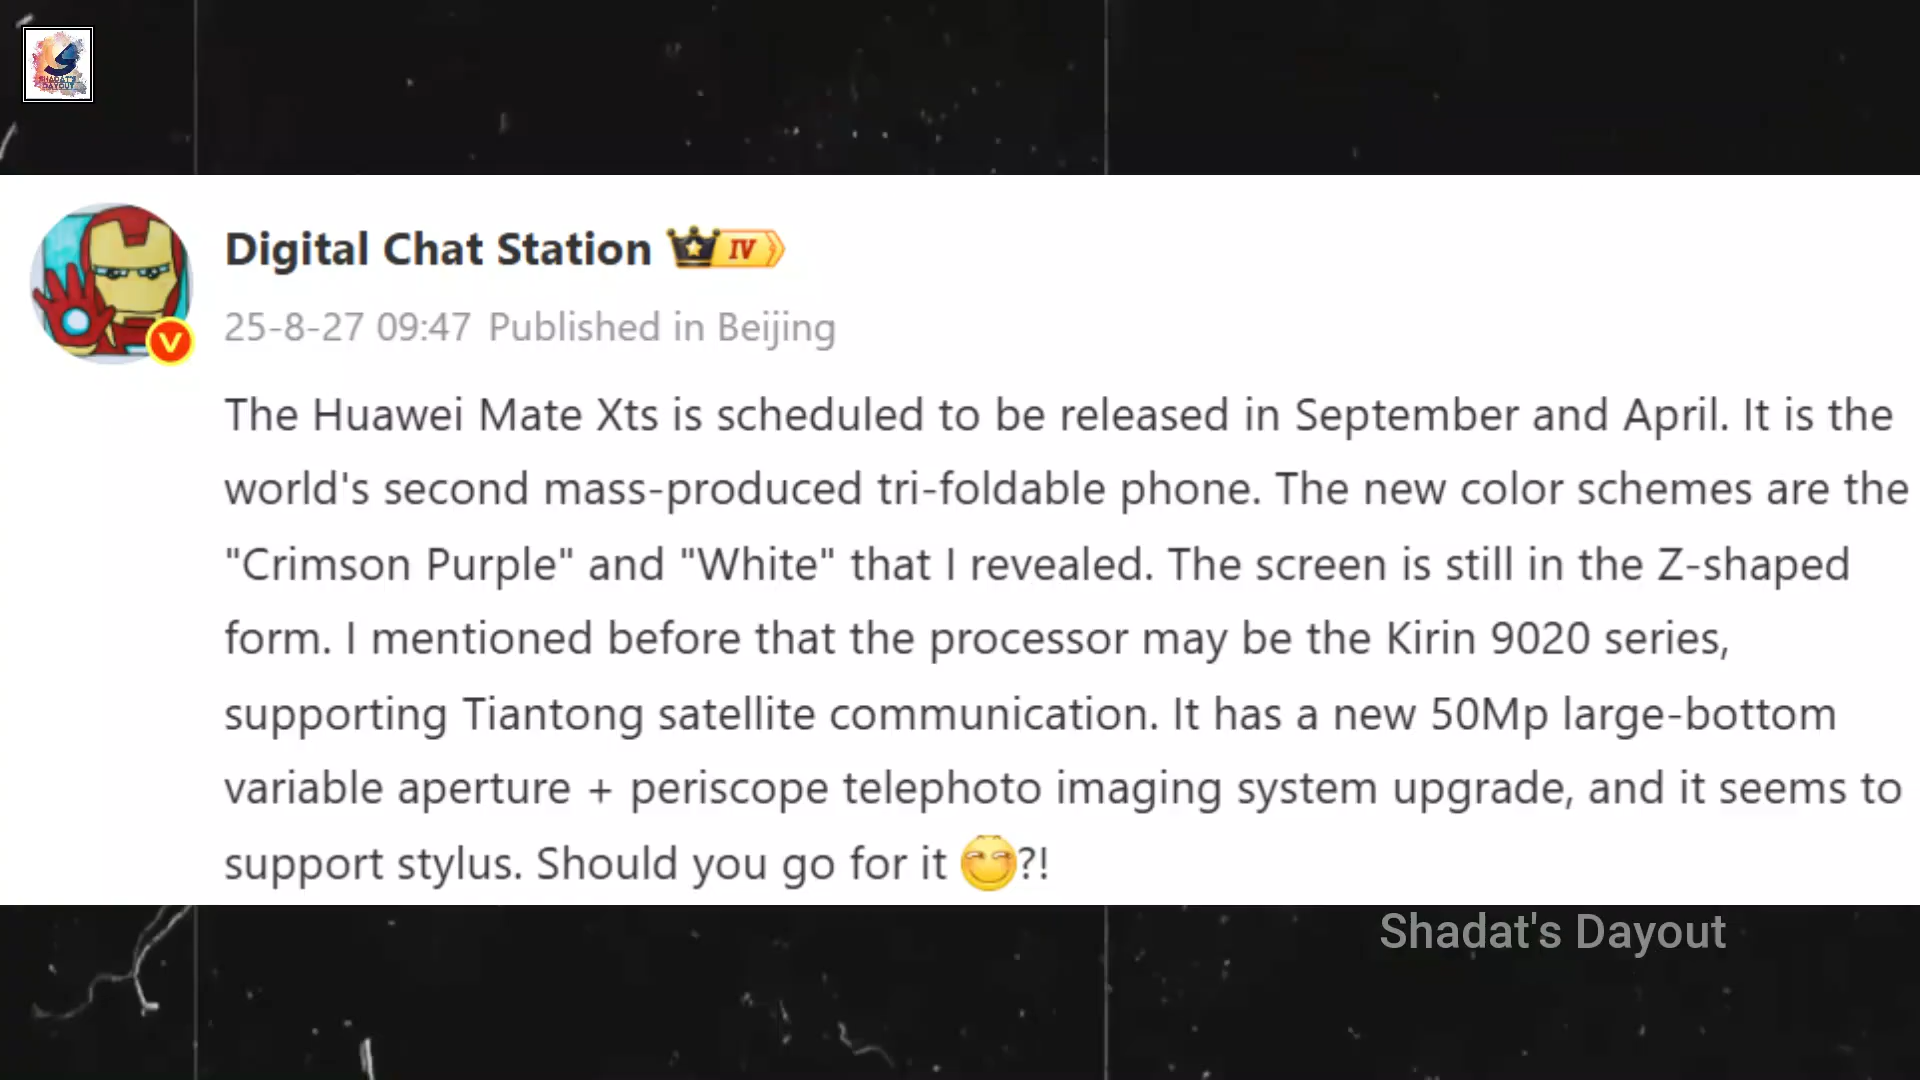 SHADAT'S
DAYOUT
Digital Chat Station IV
25-8-27 09:47 Published in Beijing
The Huawei Mate Xts is scheduled to be released in September and April. It is the
world's second mass-produced tri-foldable phone. The new color schemes are the
"Crimson Purple" and "White" that I revealed. The screen is still in the Z-shaped
form. I mentioned before that the processor may be the Kirin 9020 series,
supporting Tiantong satellite communication. It has a new 50Mp large-bottom
variable aperture + periscope telephoto imaging system upgrade, and it seems to
support stylus. Should you go for it 😊?!
Shadat's Dayout